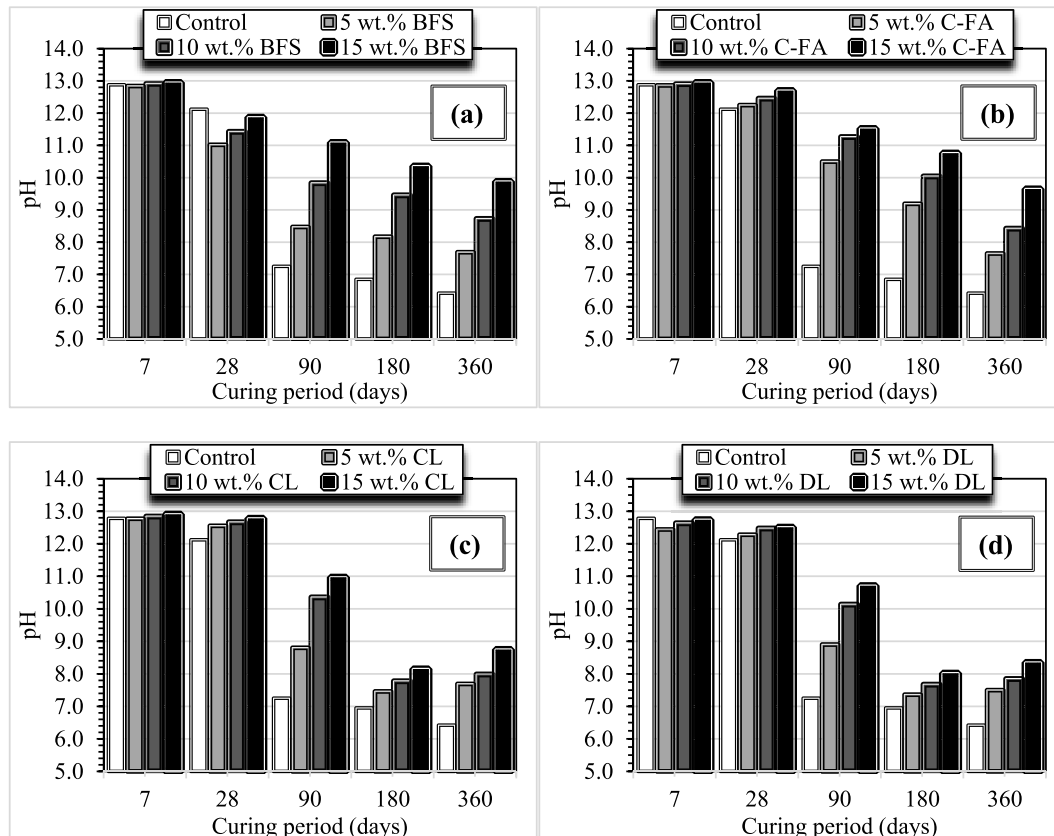 Control 5 wt.% BFS
10 wt.% BFS 15 wt.% BFS
14.0
13.0
12.0
11.0
10.0
9.0
8.0
7.0
6.0
5.0
pH
(a)
7 28 90 180 360
Curing period (days)
Control 5 wt.% C-FA
10 wt.% C-FA 15 wt.% C-FA
14.0
13.0
12.0
11.0
10.0
9.0
8.0
7.0
6.0
5.0
pH
(b)
7 28 90 180 360
Curing period (days)
Control 5 wt.% CL
10 wt.% CL 15 wt.% CL
14.0
13.0
12.0
11.0
10.0
9.0
8.0
7.0
6.0
5.0
pH
(c)
7 28 90 180 360
Curing period (days)
Control 5 wt.% DL
10 wt.% DL 15 wt.% DL
14.0
13.0
12.0
11.0
10.0
9.0
8.0
7.0
6.0
5.0
pH
(d)
7 28 90 180 360
Curing period (days)